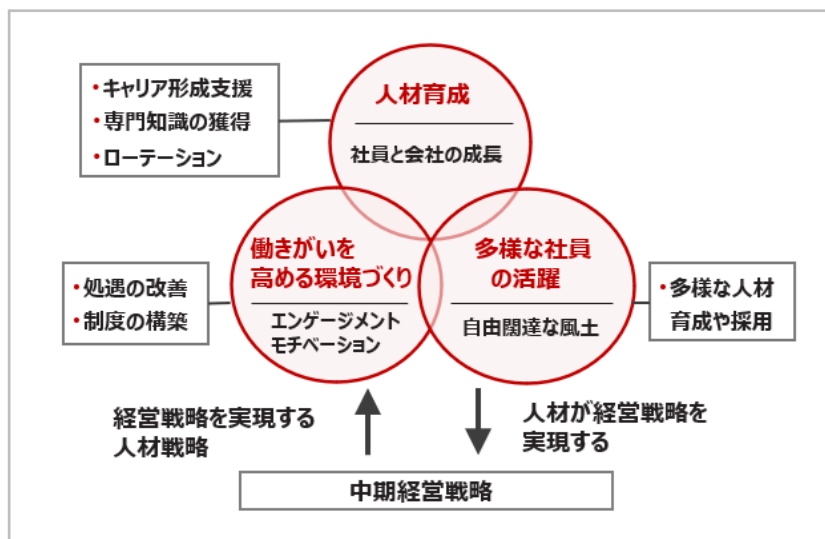 ・キャリア形成支援
・専門知識の獲得
・ローテーション
人材育成
社員と会社の成長
働きがいを
高める環境づくり
エンゲージメント
モチベーション
多様な社員
の活躍
自由闊達な風土
・処遇の改善
・制度の構築
・多様な人材
育成や採用
経営戦略を実現する
人材戦略
人材が経営戦略を
実現する
中期経営戦略